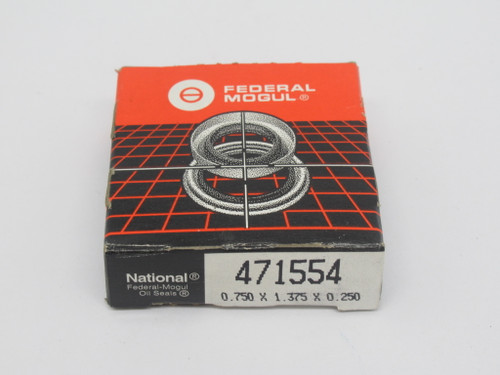 FEDERAL
MOGUL®
National®
Federal-Mogul
Oil Seals®
471554
0.750 X 1.375 X 0.250